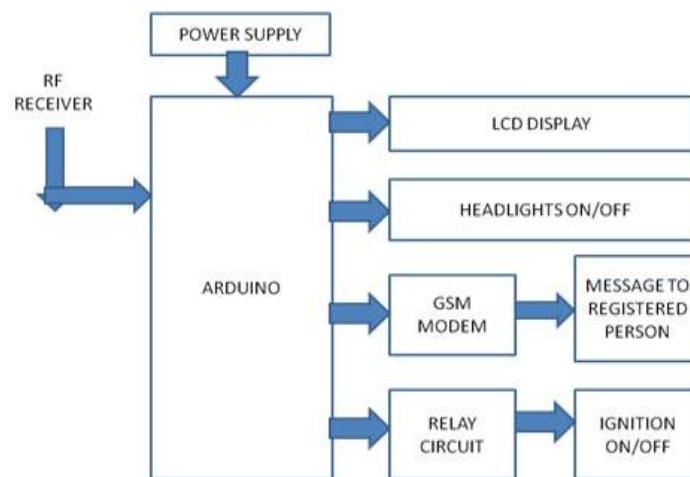 POWER SUPPLY
RF
RECEIVER
LCD DISPLAY
HEADLIGHTS ON/OFF
ARDUINO
GSM
MODEM
MESSAGE TO
REGISTERED
PERSON
RELAY
CIRCUIT
IGNITION
ON/OFF